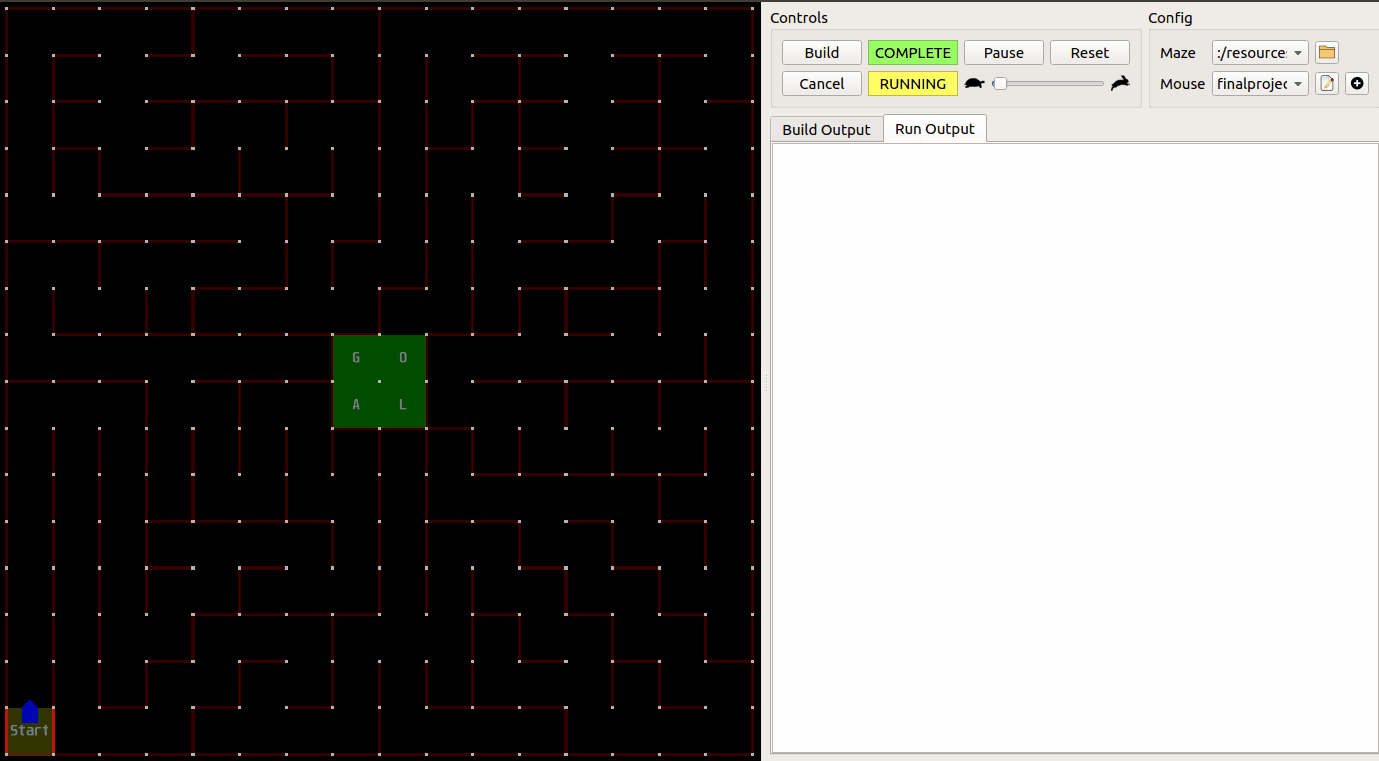 Controls
Config
Build COMPLETE Pause Reset
Maze :/resource
Cancel RUNNING
Mouse finalprojec
Build Output Run Output
G O
A L
Start